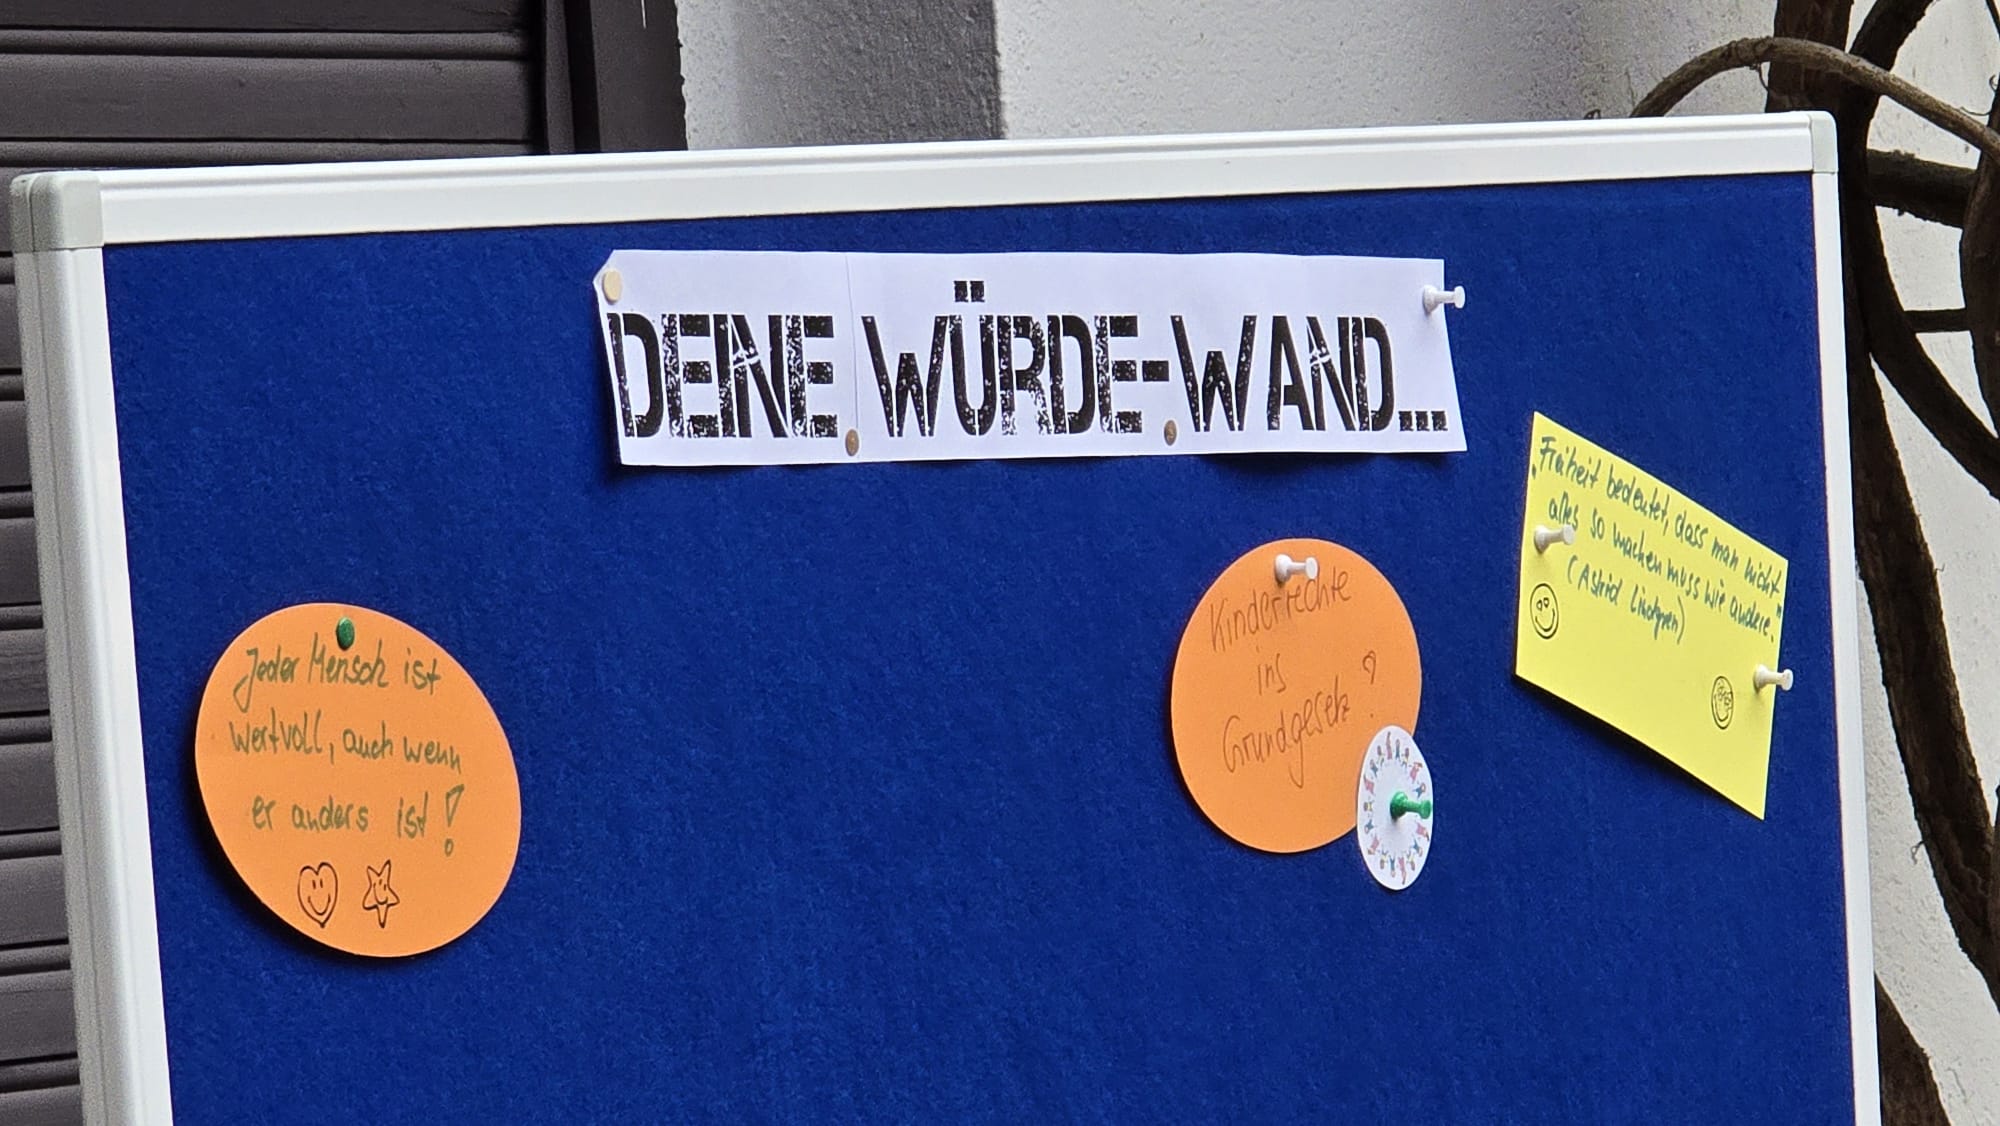 DEINE WÜRDE-WAND...
Jeder Mensch ist
wertvoll, auch wenn
er anders ist!
Kinderrechte
ins
Grundgesetz!
„Freiheit bedeutet, dass man nicht
alles so machen muss wie andere."
(Astrid Lindgren)